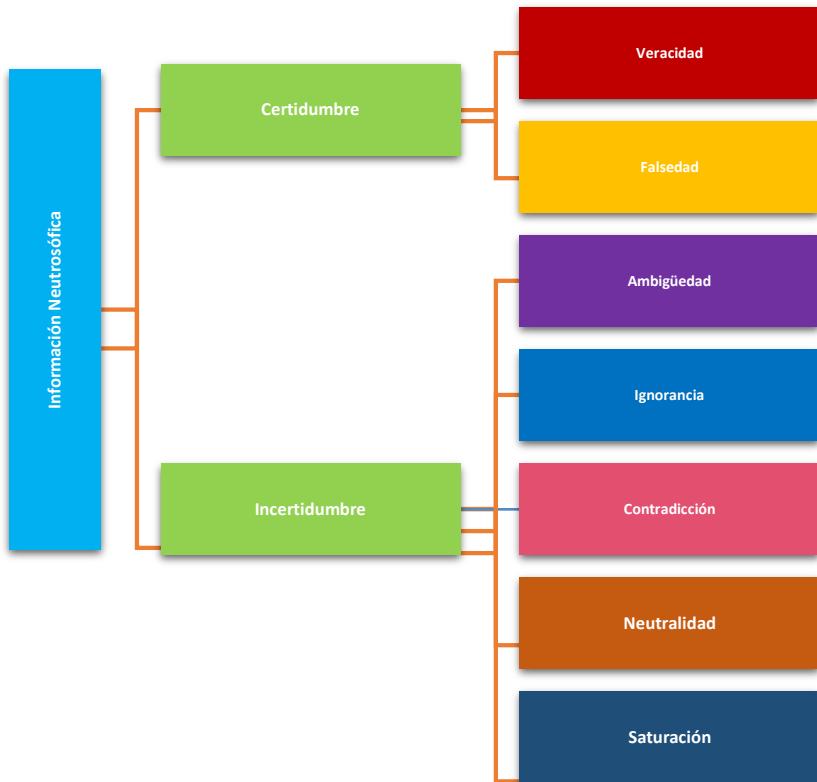 Información Neutrosófica
Certidumbre
Veracidad
Falsedad
Incertidumbre
Ambigüedad
Ignorancia
Contradicción
Neutralidad
Saturación